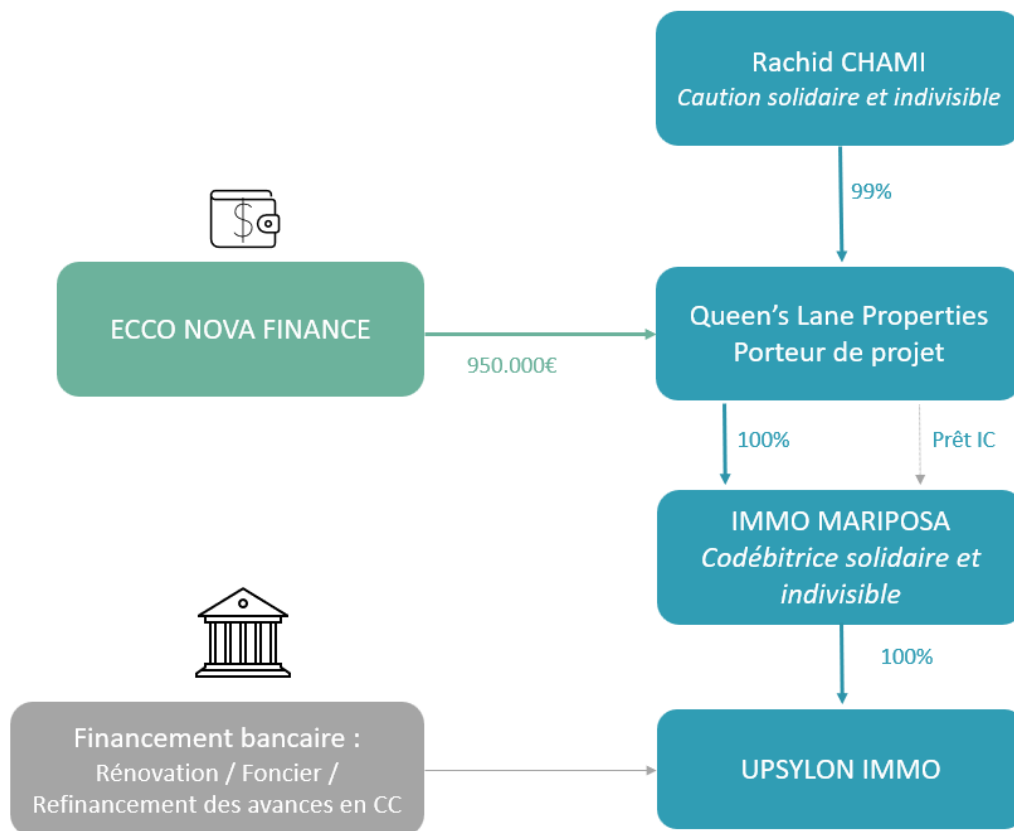 Rachid CHAMI
Caution solidaire et indivisible
99%
$
ECCO NOVA FINANCE
950.000€
Queen’s Lane Properties
Porteur de projet
100%
Prêt IC
IMMO MARIPOSA
Codébitrice solidaire et
indivisible
100%
Financement bancaire :
Rénovation / Foncier /
Refinancement des avances en CC
UPSYLON IMMO